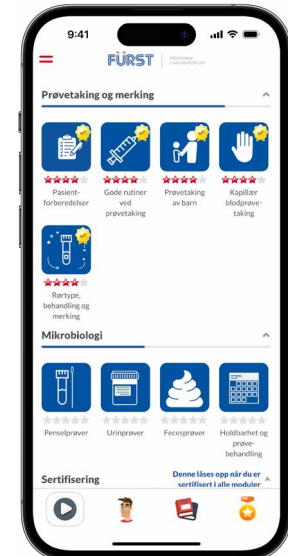 9:41
FÜRST
MEDISINSK
LABORATORIUM
Prøvetaking og merking
Pasient-
forberedelser
Gode rutiner
ved
prøvetaking
Prøvetaking
av barn
Kapillær
blodprøve-
taking
Rørtype,
behandling og
merking
Mikrobiologi
Penselprøver
Urinprøver
Fecesprøver
Holdbarhet og
prøve-
behandling
Sertifisering
Denne låses opp når du er
sertifisert i alle moduler